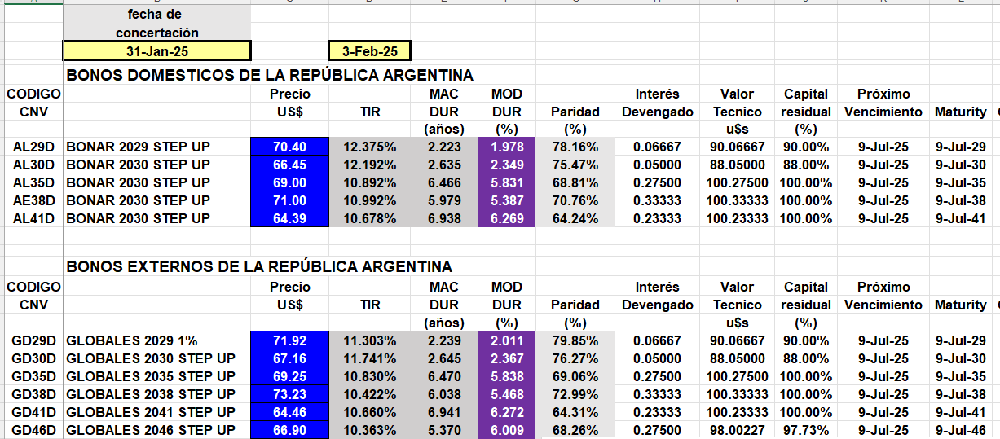 fecha de
concertación
31-Jan-25 3-Feb-25
BONOS DOMESTICOS DE LA REPÚBLICA ARGENTINA
CODIGO Precio MAC MOD Interés Valor Capital Próximo
CNV US$ TIR DUR DUR Paridad Devengado Tecnico residual Vencimiento Maturity
(años) (%) (%) u$s (%)
AL29D BONAR 2029 STEP UP 70.40 12.375% 2.223 1.978 78.16% 0.06667 90.06667 90.00% 9-Jul-25 9-Jul-29
AL30D BONAR 2030 STEP UP 66.45 12.192% 2.635 2.349 75.47% 0.05000 88.05000 88.00% 9-Jul-25 9-Jul-30
AL35D BONAR 2030 STEP UP 69.00 10.892% 6.466 5.831 68.81% 0.27500 100.27500 100.00% 9-Jul-25 9-Jul-35
AE38D BONAR 2030 STEP UP 71.00 10.992% 5.979 5.387 70.76% 0.33333 100.33333 100.00% 9-Jul-25 9-Jul-38
AL41D BONAR 2030 STEP UP 64.39 10.678% 6.938 6.269 64.24% 0.23333 100.23333 100.00% 9-Jul-25 9-Jul-41
BONOS EXTERNOS DE LA REPÚBLICA ARGENTINA
CODIGO Precio MAC MOD Interés Valor Capital Próximo
CNV US$ TIR DUR DUR Paridad Devengado Tecnico residual Vencimiento Maturity
(años) (%) (%) u$s (%)
GD29D GLOBALES 2029 1% 71.92 11.303% 2.239 2.011 79.85% 0.06667 90.06667 90.00% 9-Jul-25 9-Jul-29
GD30D GLOBALES 2030 STEP UP 67.16 11.741% 2.645 2.367 76.27% 0.05000 88.05000 88.00% 9-Jul-25 9-Jul-30
GD35D GLOBALES 2035 STEP UP 69.25 10.830% 6.470 5.838 69.06% 0.27500 100.27500 100.00% 9-Jul-25 9-Jul-35
GD38D GLOBALES 2038 STEP UP 73.23 10.422% 6.038 5.468 72.99% 0.33333 100.33333 100.00% 9-Jul-25 9-Jul-38
GD41D GLOBALES 2041 STEP UP 64.46 10.660% 6.941 6.272 64.31% 0.23333 100.23333 100.00% 9-Jul-25 9-Jul-41
GD46D GLOBALES 2046 STEP UP 66.90 10.363% 5.370 6.009 68.26% 0.27500 98.00227 97.73% 9-Jul-25 9-Jul-46